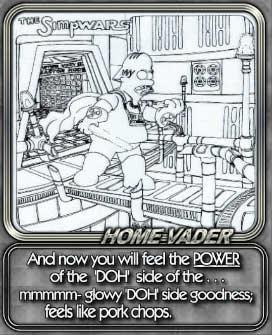 THE
SimpWARS
HOME VADER
And now you will feel the POWER
of the 'DOH' side of the . . .
mmmmm- glowy 'DOH' side goodness;
feels like pork chops.